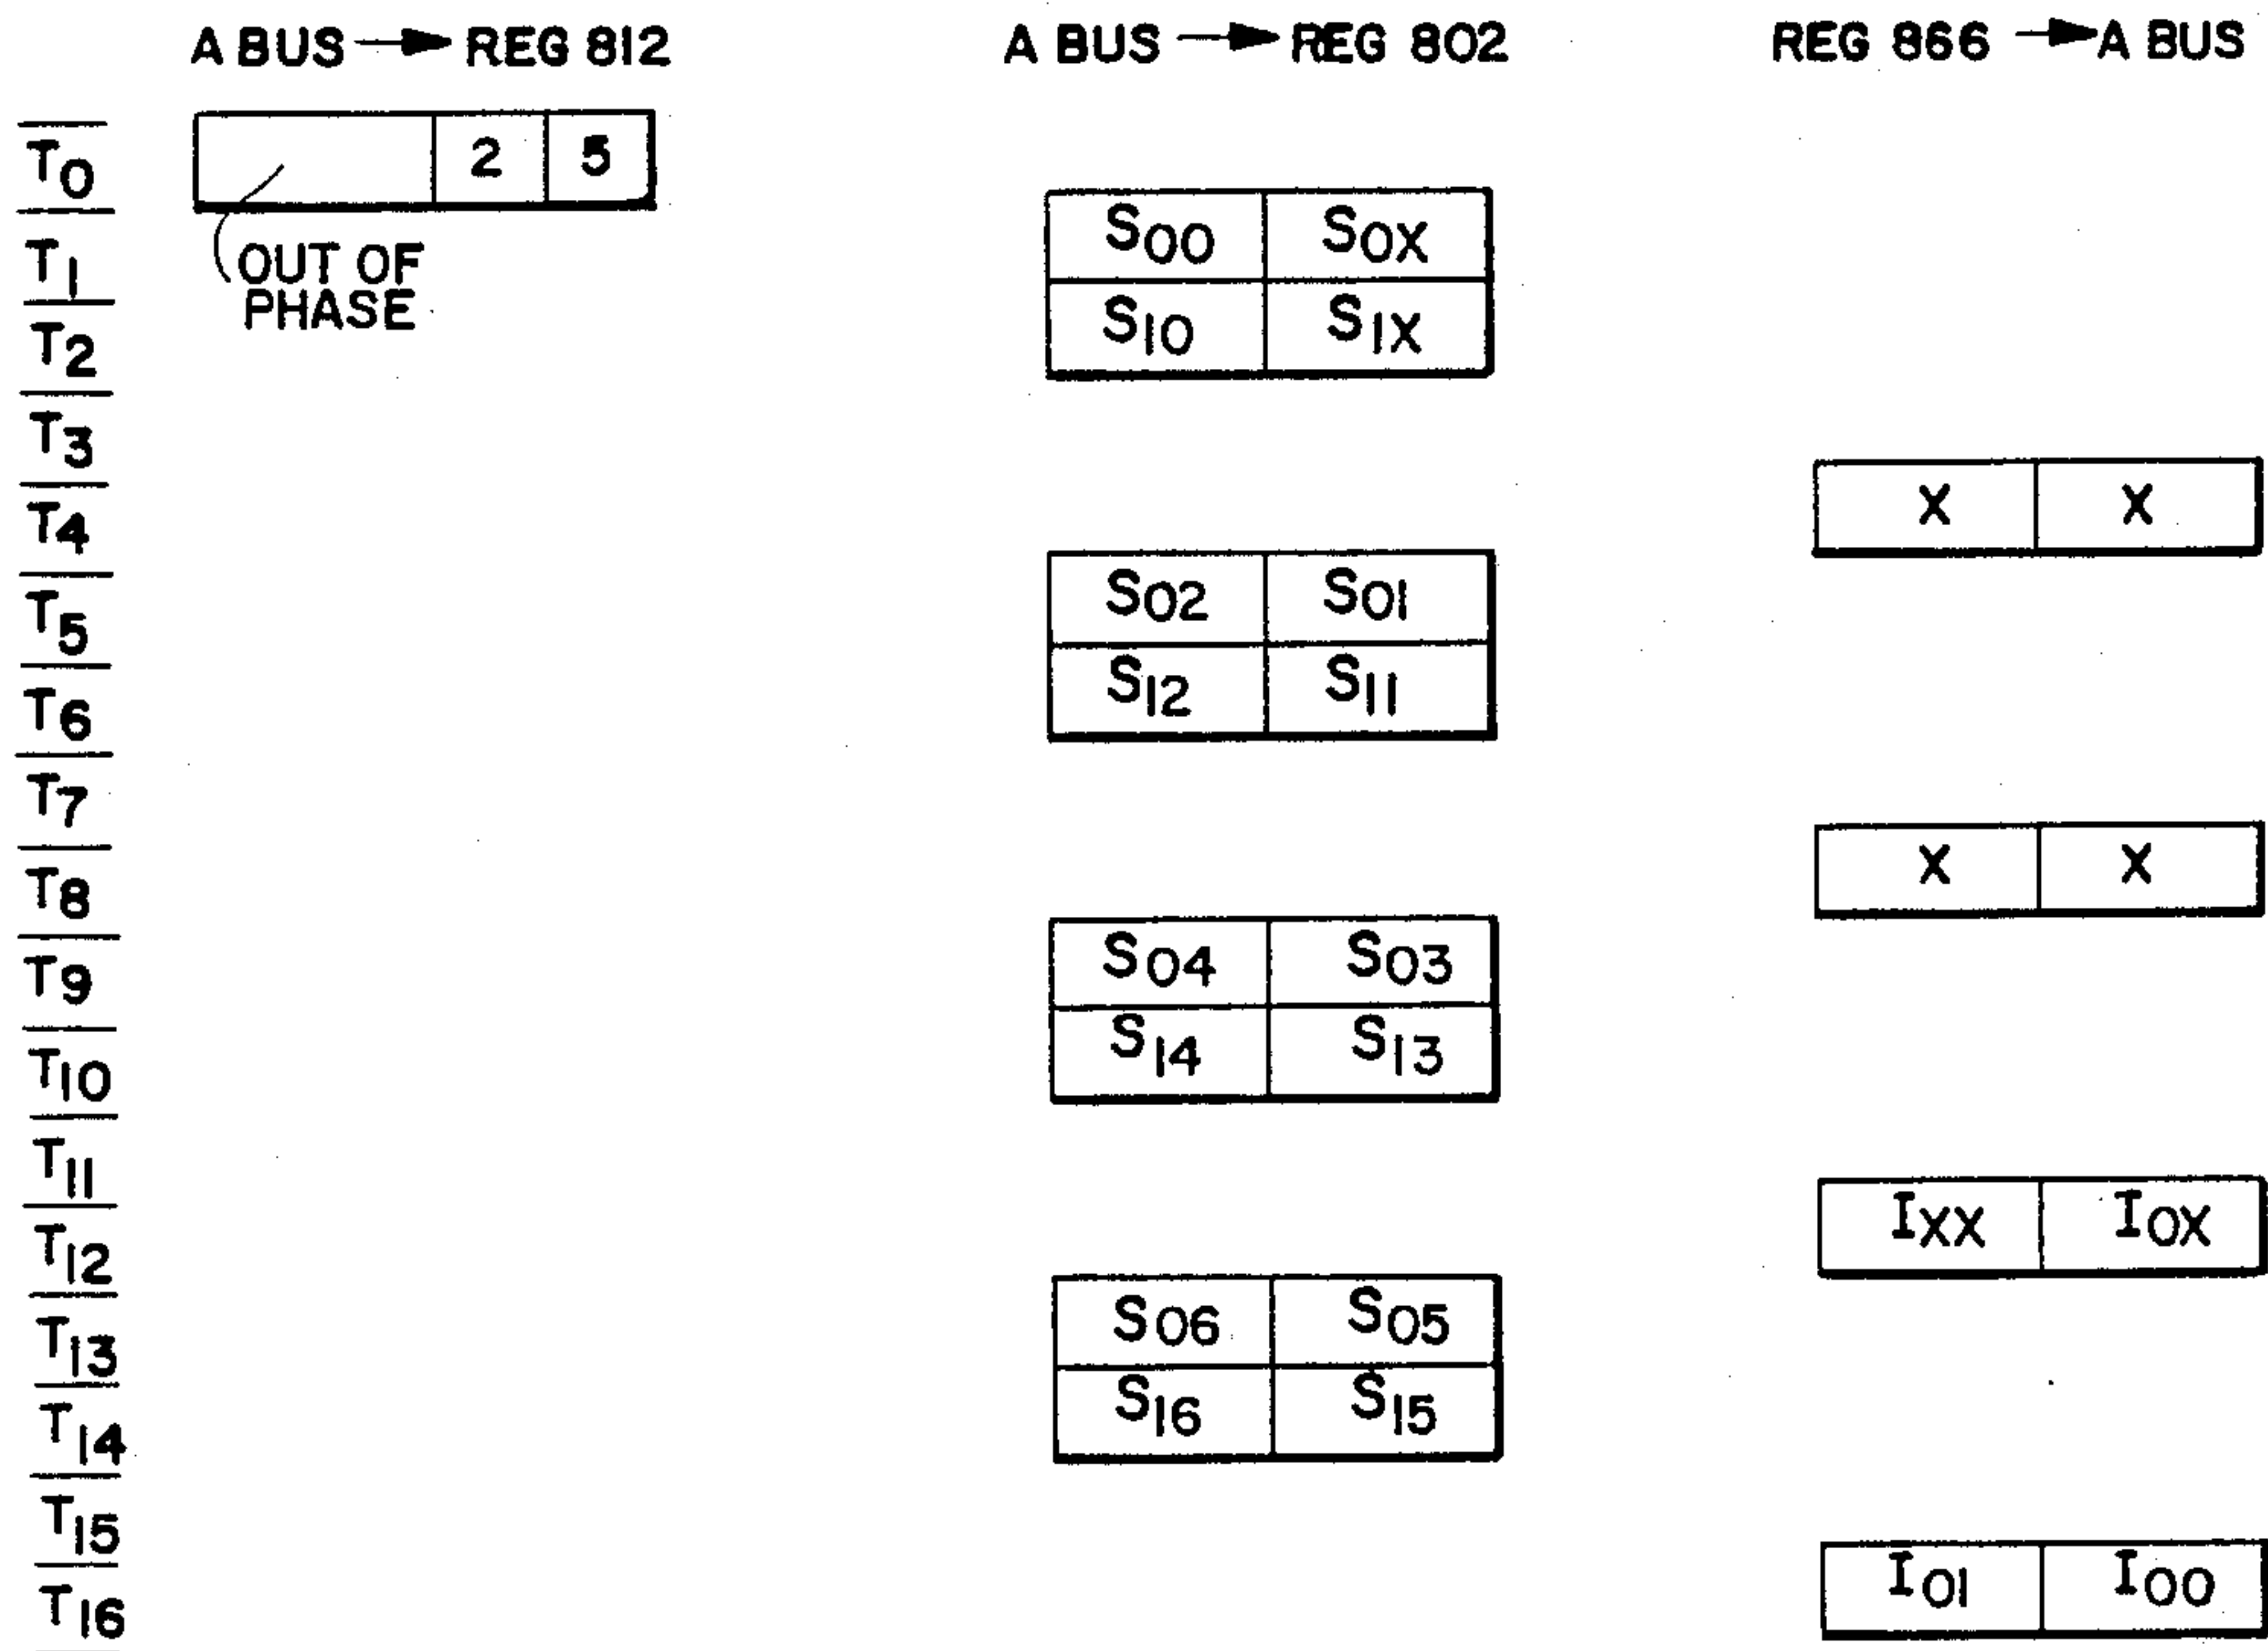 A BUS → REG 812 A BUS → REG 802 REG 866 → A BUS
T0 2 5
S00 S0X
T1 OUT OF
PHASE
S10 S1X
T2
T3
T4 X X
T5 S02 S01
T6 S12 S11
T7
T8 X X
T9 S04 S03
T10 S14 S13
T11
T12 IXX I0X
T13 S06 S05
T14 S16 S15
T15
T16 I01 I00